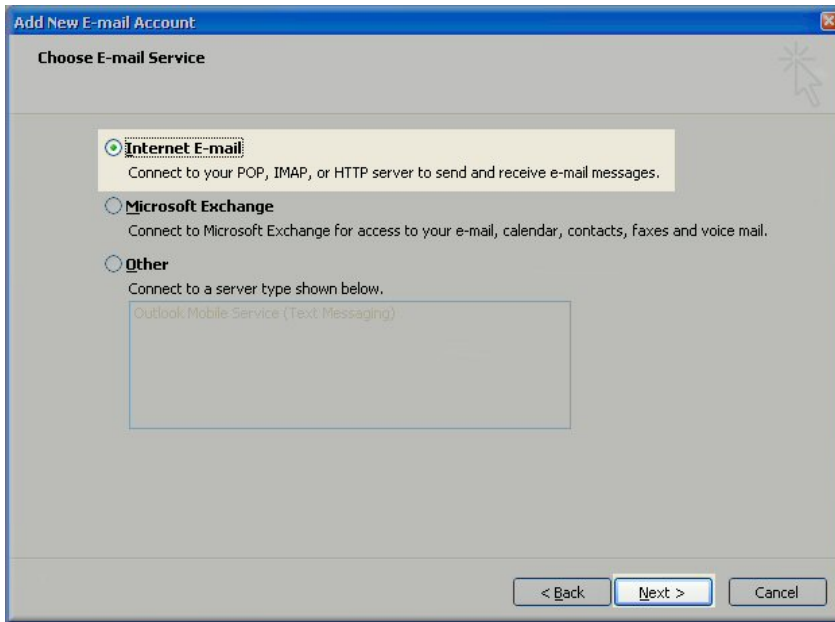 Add New E-mail Account
Choose E-mail Service
Internet E-mail
Connect to your POP, IMAP, or HTTP server to send and receive e-mail messages.
Microsoft Exchange
Connect to Microsoft Exchange for access to your e-mail, calendar, contacts, faxes and voice mail.
Other
Connect to a server type shown below.
Outlook Mobile Service (Text Messaging)
< Back Next > Cancel